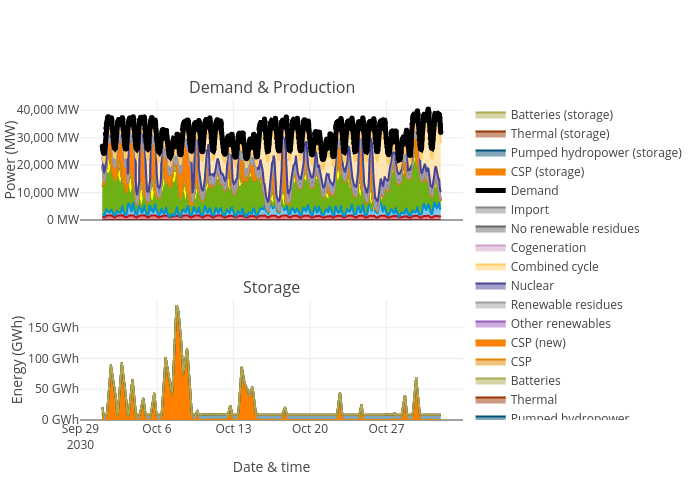 Demand & Production
Power (MW)
40,000 MW
30,000 MW
20,000 MW
10,000 MW
0 MW
Batteries (storage)
Thermal (storage)
Pumped hydropower (storage)
CSP (storage)
Demand
Import
No renewable residues
Cogeneration
Combined cycle
Nuclear
Renewable residues
Other renewables
CSP (new)
CSP
Batteries
Thermal
Pumped hydropower
Storage
Energy (GWh)
150 GWh
100 GWh
50 GWh
0 GWh
Sep 29 Oct 6 Oct 13 Oct 20 Oct 27
2030
Date & time